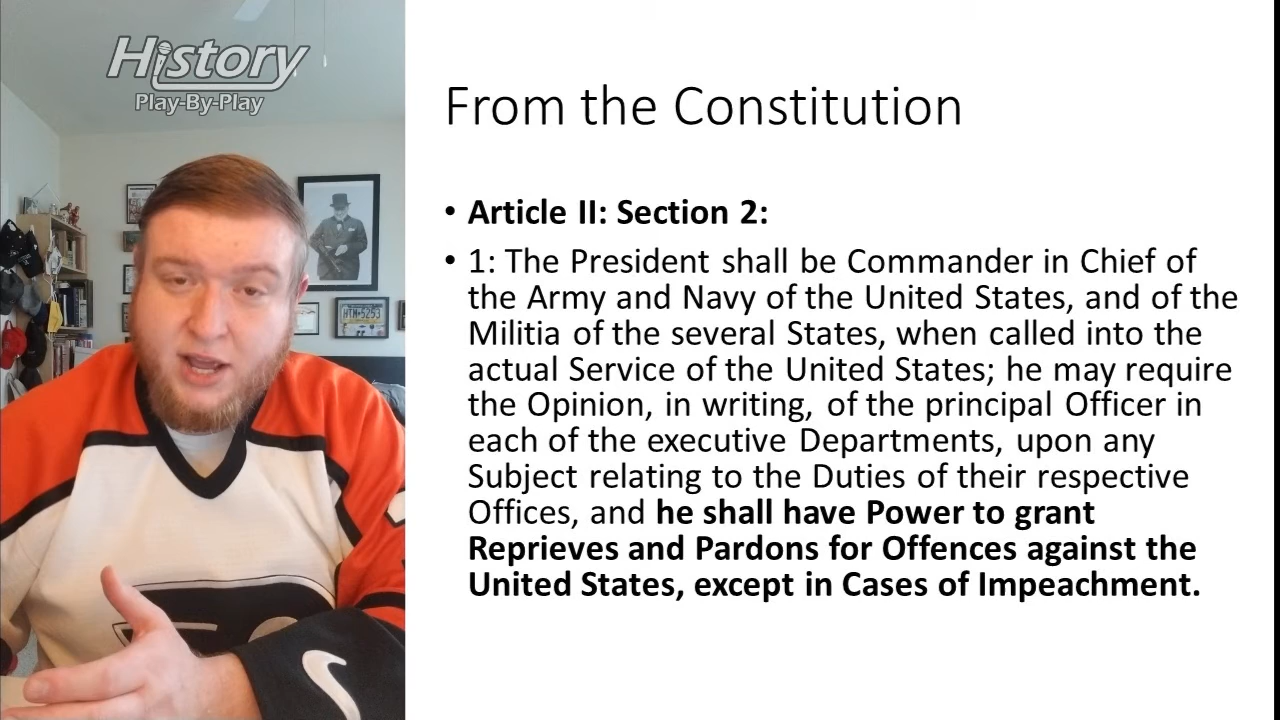 History
Play-By-Play
From the Constitution
• Article II: Section 2:
• 1: The President shall be Commander in Chief of
the Army and Navy of the United States, and of the
Militia of the several States, when called into the
actual Service of the United States; he may require
the Opinion, in writing, of the principal Officer in
each of the executive Departments, upon any
Subject relating to the Duties of their respective
Offices, and he shall have Power to grant
Reprieves and Pardons for Offences against the
United States, except in Cases of Impeachment.